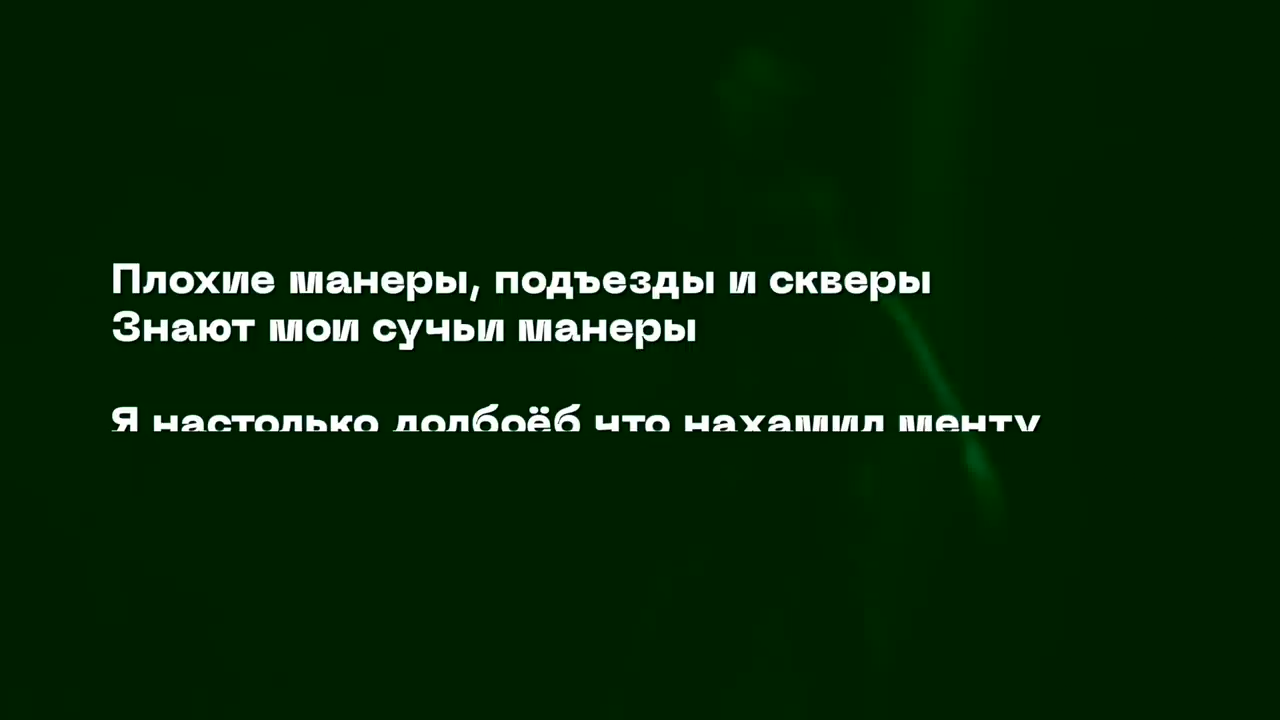 Плохие манеры, подъезды и скверы
Знают мои сучьи манеры
Я настолько долбоёб что нахамил менту